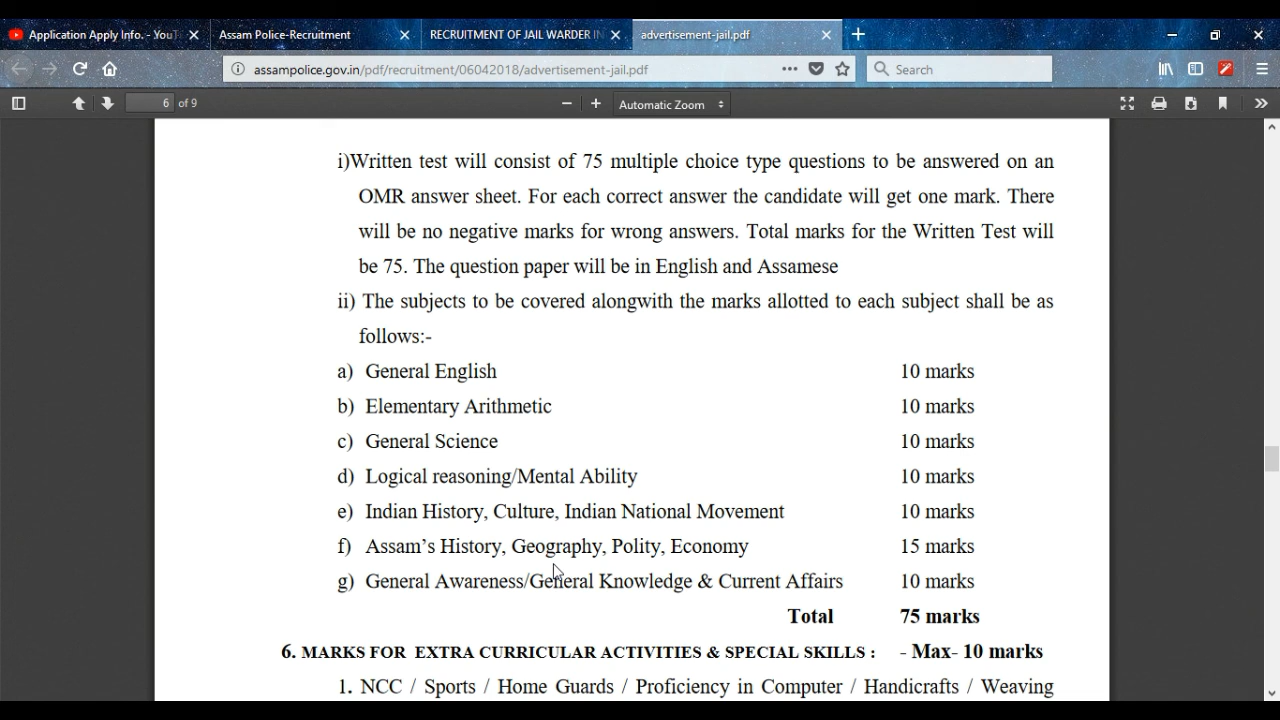 Application Apply Info. - YouT
Assam Police-Recruitment
RECRUITMENT OF JAIL WARDER IN
advertisement-jail.pdf
assampolice.gov.in/pdf/recruitment/06042018/advertisement-jail.pdf
Search
6 of 9
Automatic Zoom
i)Written test will consist of 75 multiple choice type questions to be answered on an
OMR answer sheet. For each correct answer the candidate will get one mark. There
will be no negative marks for wrong answers. Total marks for the Written Test will
be 75. The question paper will be in English and Assamese
ii) The subjects to be covered alongwith the marks allotted to each subject shall be as
follows:-
a) General English 10 marks
b) Elementary Arithmetic 10 marks
c) General Science 10 marks
d) Logical reasoning/Mental Ability 10 marks
e) Indian History, Culture, Indian National Movement 10 marks
f) Assam’s History, Geography, Polity, Economy 15 marks
g) General Awareness/General Knowledge & Current Affairs 10 marks
Total 75 marks
6. MARKS FOR EXTRA CURRICULAR ACTIVITIES & SPECIAL SKILLS : - Max- 10 marks
1. NCC / Sports / Home Guards / Proficiency in Computer / Handicrafts / Weaving